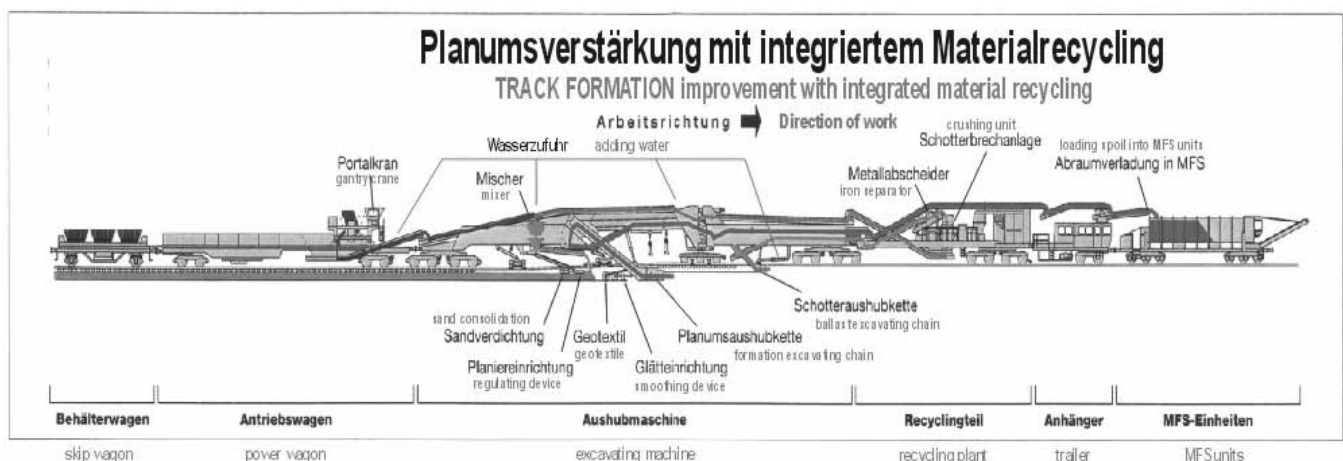 Planumsverstärkung mit integriertem Materialrecycling
TRACK FORMATION improvement with integrated material recycling
Arbeitsrichtung Direction of work
Wasserzufuhr adding water
Portalkran
gantry crane
Mischer
mixer
crushing unit
Schotterbrechanlage
Metallabscheider
iron separator
loading spoil into MFS units
Abraumverladung in MFS
sand consolidation
Sandverdichtung
Planiereinrichtung
regulating device
Geotextil
geotextile
Glätteinrichtung
smoothing device
Planumsaushubkette
formation excavating chain
Schotteraushubkette
ballast excavating chain
Behälterwagen Antriebswagen Aushubmaschine Recyclingteil Anhänger MFS-Einheiten
skip wagon power wagon excavating machine recycling plant trailer MFS units